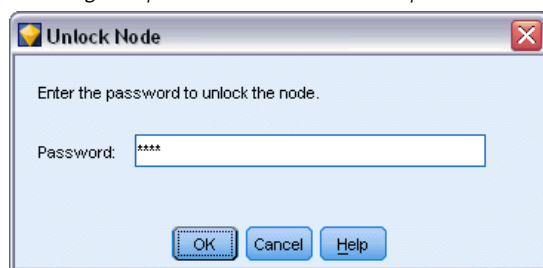 Unlock Node
Enter the password to unlock the node.
Password: ****
OK Cancel Help